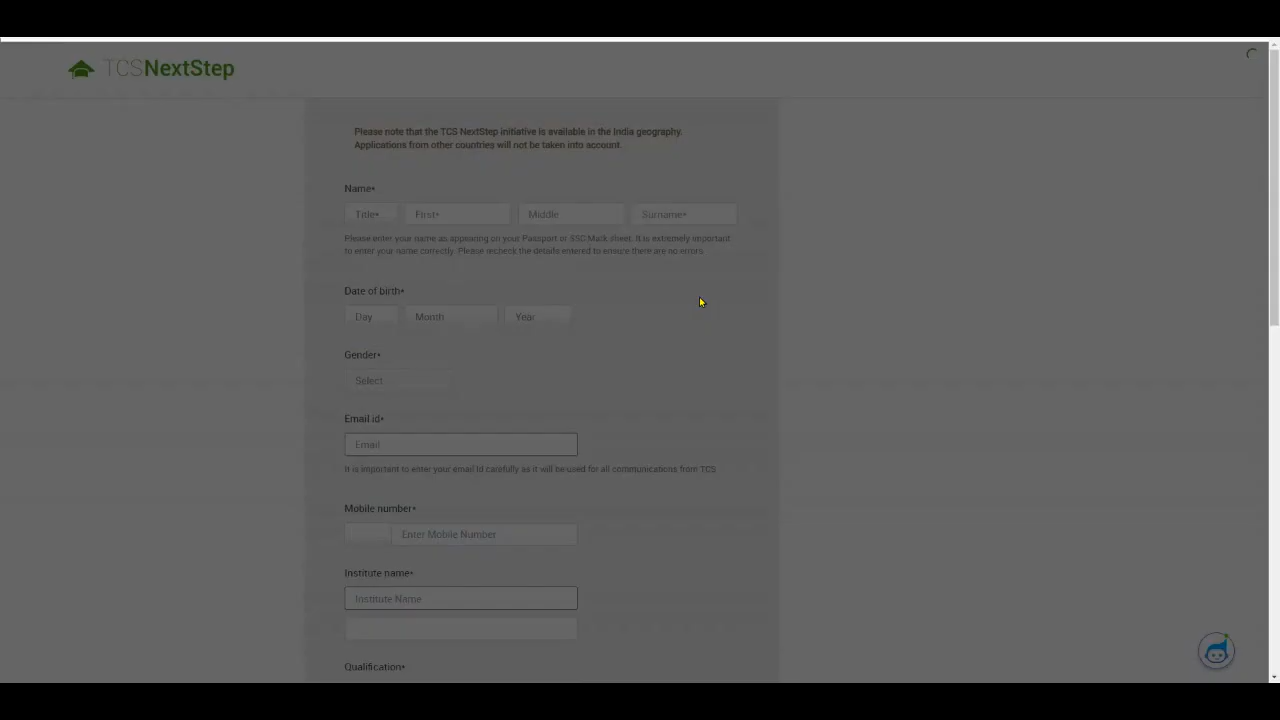 TCSNextStep
Please note that the TCS NextStep initiative is available in the India geography.
Applications from other countries will not be taken into account.
Name*
Title* First* Middle Surname*
Please enter your name as appearing on your Passport or SSC Mark sheet. It is extremely important
to enter your name correctly. Please recheck the details entered to ensure there are no errors.
Date of birth*
Day Month Year
Gender*
Select
Email id*
Email
It is important to enter your email id carefully as it will be used for all communications from TCS
Mobile number*
Enter Mobile Number
Institute name*
Institute Name
Qualification*